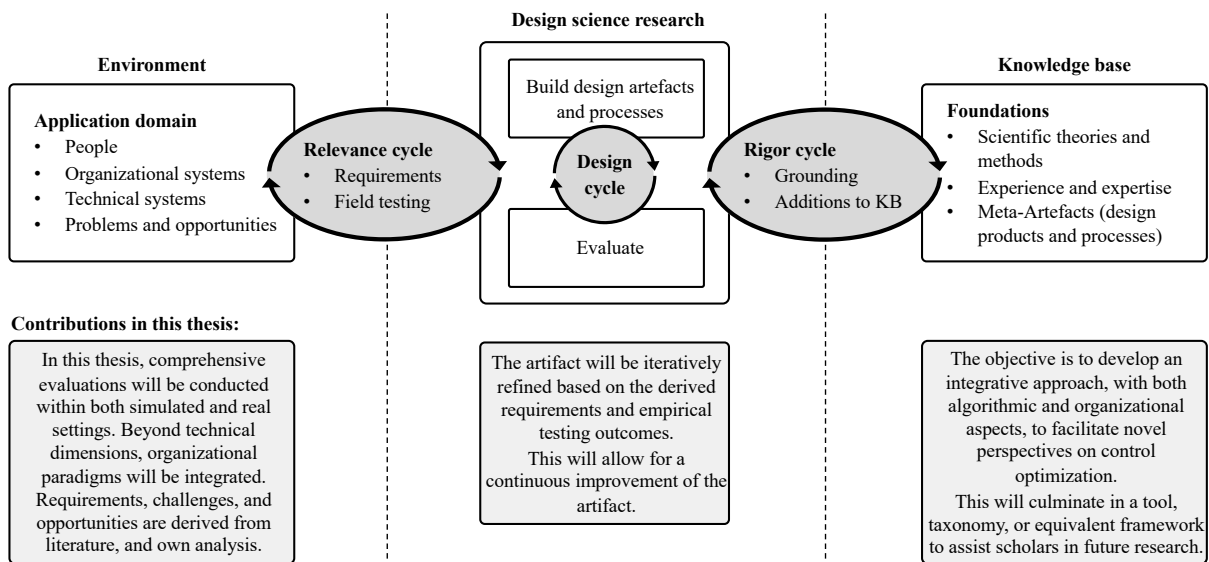 Design science research
Environment
Knowledge base
Application domain
• People
• Organizational systems
• Technical systems
• Problems and opportunities
Relevance cycle
• Requirements
• Field testing
Build design artefacts
and processes
Design
cycle
Evaluate
Rigor cycle
• Grounding
• Additions to KB
Foundations
• Scientific theories and
methods
• Experience and expertise
• Meta-Artefacts (design
products and processes)
Contributions in this thesis:
In this thesis, comprehensive
evaluations will be conducted
within both simulated and real
settings. Beyond technical
dimensions, organizational
paradigms will be integrated.
Requirements, challenges, and
opportunities are derived from
literature, and own analysis.
The artifact will be iteratively
refined based on the derived
requirements and empirical
testing outcomes.
This will allow for a
continuous improvement of the
artifact.
The objective is to develop an
integrative approach, with both
algorithmic and organizational
aspects, to facilitate novel
perspectives on control
optimization.
This will culminate in a tool,
taxonomy, or equivalent framework
to assist scholars in future research.